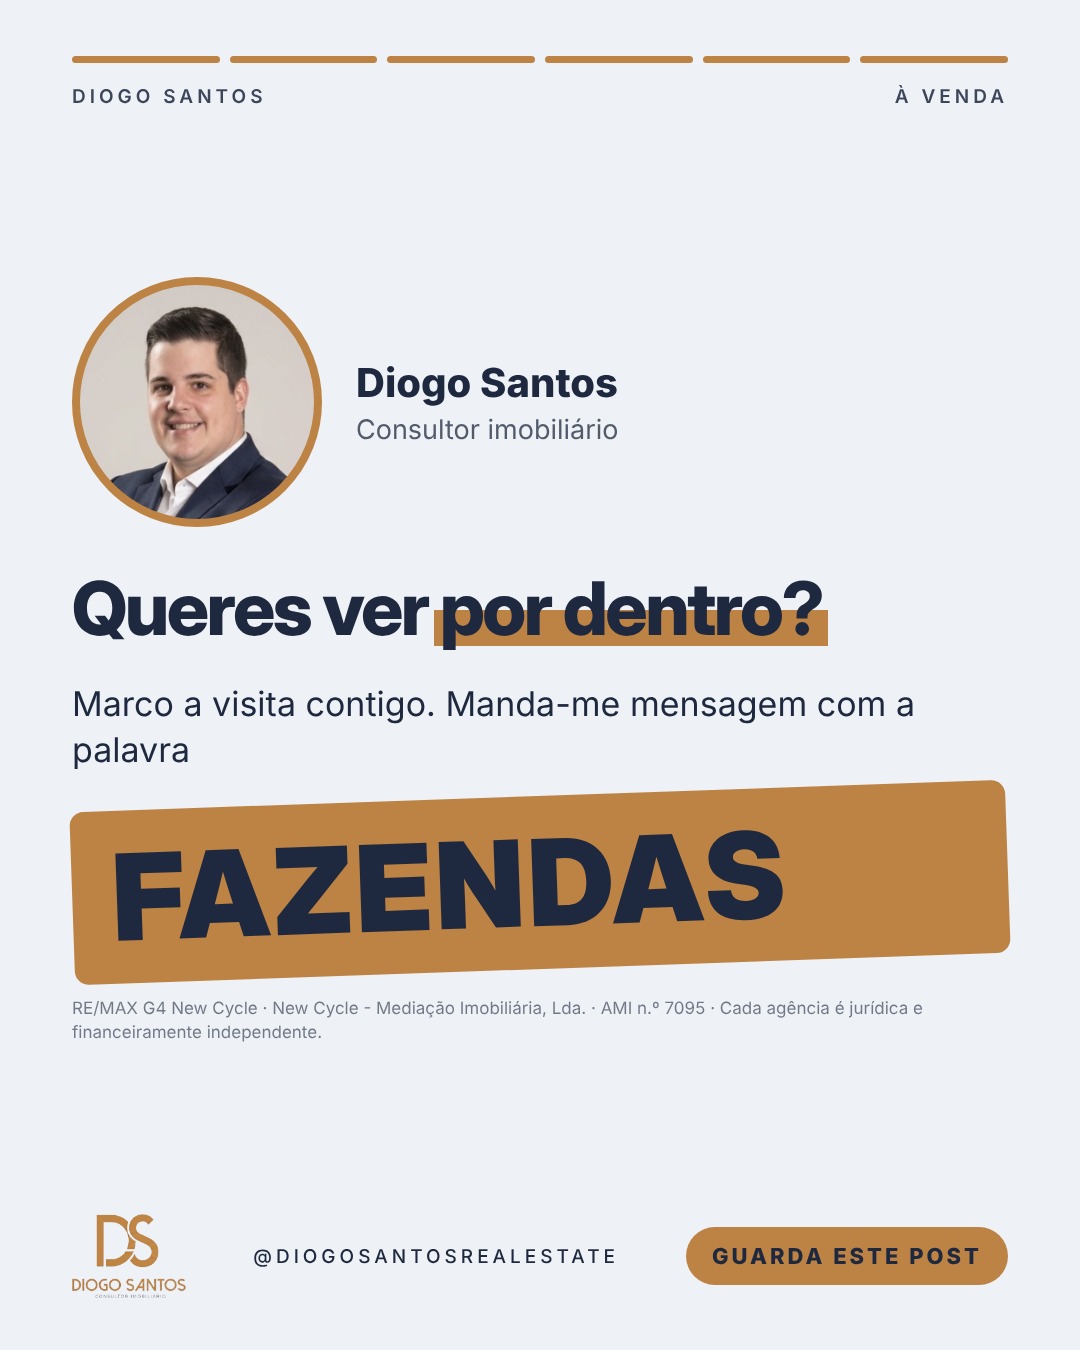 DIOGO SANTOS
À VENDA
Diogo Santos
Consultor imobiliário
Queres ver por dentro?
Marco a visita contigo. Manda-me mensagem com a
palavra
FAZENDAS
RE/MAX G4 New Cycle · New Cycle - Mediação Imobiliária, Lda. · AMI n.º 7095 · Cada agência é jurídica e
financeiramente independente.
DS
DIOGO SANTOS
CONSULTOR IMOBILIÁRIO
@DIOGOSANTOSREALESTATE
GUARDA ESTE POST